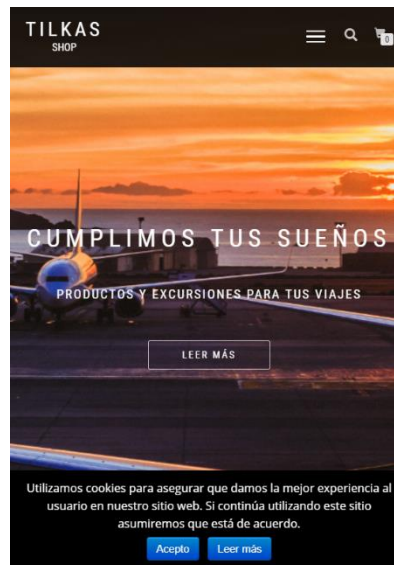 TILKAS
SHOP
0
CUMPLIMOS TUS SUEÑOS
PRODUCTOS Y EXCURSIONES PARA TUS VIAJES
LEER MÁS
Utilizamos cookies para asegurar que damos la mejor experiencia al
usuario en nuestro sitio web. Si continúa utilizando este sitio
asumiremos que está de acuerdo.
Acepto Leer más